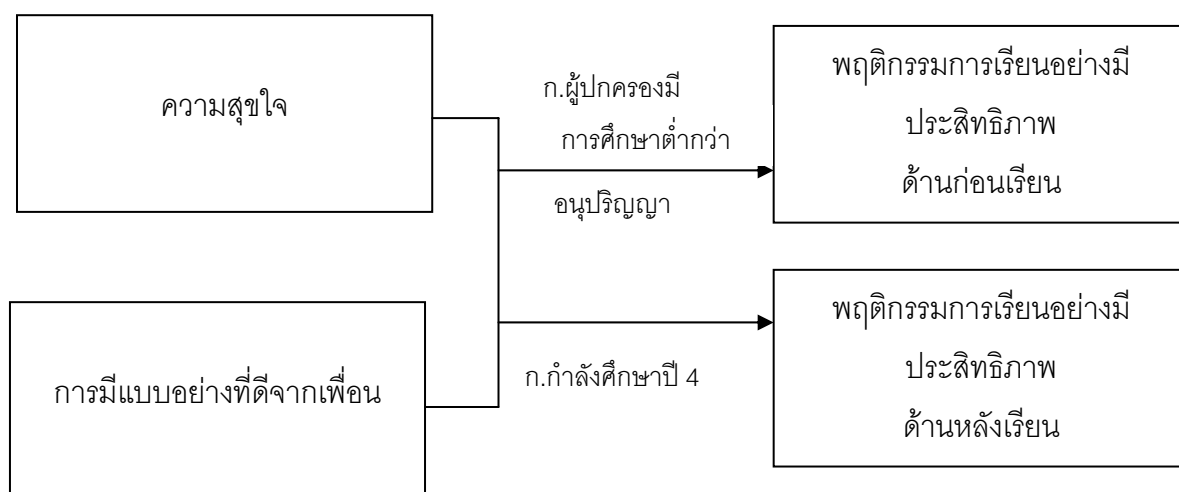 ความสุขใจ
ก.ผู้ปกครองมี
การศึกษาต่ำกว่า
อนุปริญญา
พฤติกรรมการเรียนอย่างมี
ประสิทธิภาพ
ด้านก่อนเรียน
การมีแบบอย่างที่ดีจากเพื่อน
ก.กำลังศึกษาปี 4
พฤติกรรมการเรียนอย่างมี
ประสิทธิภาพ
ด้านหลังเรียน